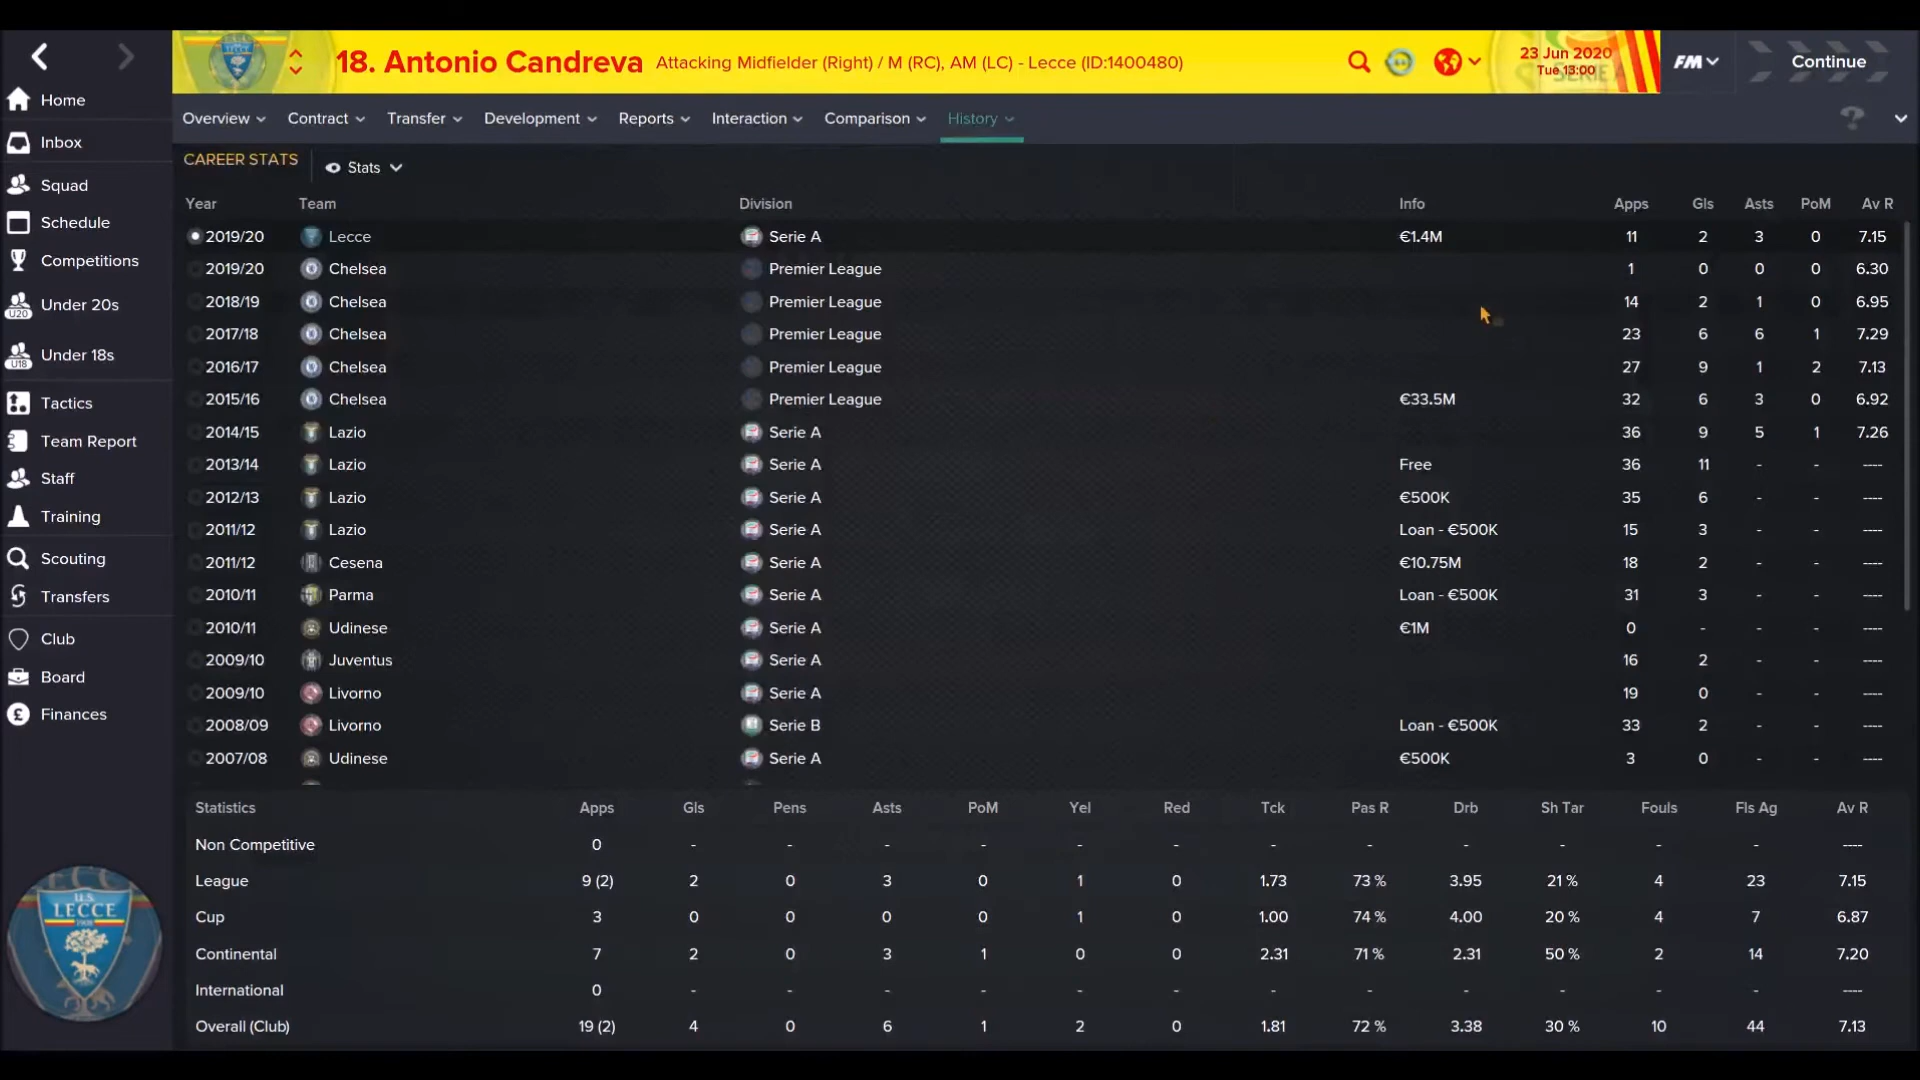 18. Antonio Candreva Attacking Midfielder (Right) / M (RC), AM (LC) - Lecce (ID:1400480)
23 Jun 2020
Tue 13:00
FM
Continue
Home
Inbox
Squad
Schedule
Competitions
U20 Under 20s
U18 Under 18s
Tactics
Team Report
Staff
Training
Scouting
Transfers
Club
Board
Finances
U.S.
LECCE
1908
Overview Contract Transfer Development Reports Interaction Comparison History
CAREER STATS Stats
Year Team Division Info Apps Gls Asts PoM Av R
2019/20 Lecce Serie A €1.4M 11 2 3 0 7.15
2019/20 Chelsea Premier League 1 0 0 0 6.30
2018/19 Chelsea Premier League 14 2 1 0 6.95
2017/18 Chelsea Premier League 23 6 6 1 7.29
2016/17 Chelsea Premier League 27 9 1 2 7.13
2015/16 Chelsea Premier League €33.5M 32 6 3 0 6.92
2014/15 Lazio Serie A 36 9 5 1 7.26
2013/14 Lazio Serie A Free 36 11 - - ----
2012/13 Lazio Serie A €500K 35 6 - - ----
2011/12 Lazio Serie A Loan - €500K 15 3 - - ----
2011/12 Cesena Serie A €10.75M 18 2 - - ----
2010/11 Parma Serie A Loan - €500K 31 3 - - ----
2010/11 Udinese Serie A €1M 0 - - - ----
2009/10 Juventus Serie A 16 2 - - ----
2009/10 Livorno Serie A 19 0 - - ----
2008/09 Livorno Serie B Loan - €500K 33 2 - - ----
2007/08 Udinese Serie A €500K 3 0 - - ----
Statistics Apps Gls Pens Asts PoM Yel Red Tck Pas R Drb Sh Tar Fouls Fls Ag Av R
Non Competitive 0 - - - - - - - - - - - - ----
League 9 (2) 2 0 3 0 1 0 1.73 73 % 3.95 21 % 4 23 7.15
Cup 3 0 0 0 0 1 0 1.00 74 % 4.00 20 % 4 7 6.87
Continental 7 2 0 3 1 0 0 2.31 71 % 2.31 50 % 2 14 7.20
International 0 - - - - - - - - - - - - ----
Overall (Club) 19 (2) 4 0 6 1 2 0 1.81 72 % 3.38 30 % 10 44 7.13